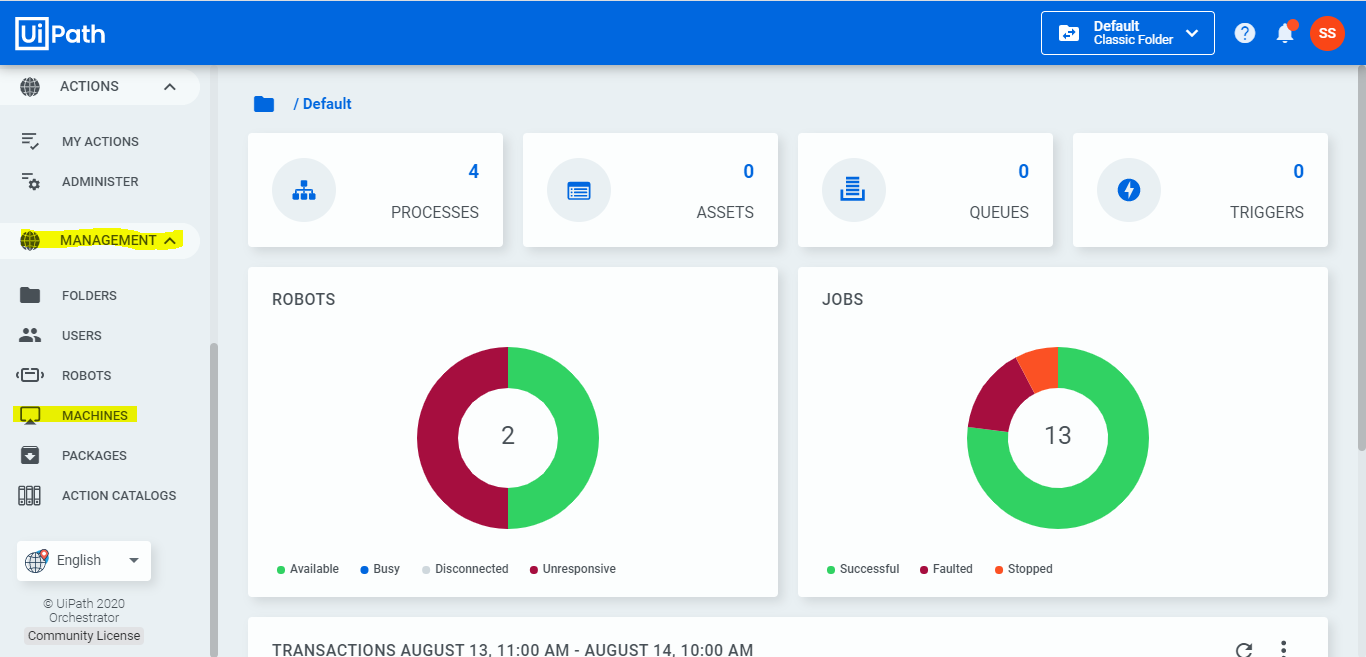 UiPath
Default
Classic Folder
?
SS
ACTIONS
MY ACTIONS
ADMINISTER
MANAGEMENT
FOLDERS
USERS
ROBOTS
MACHINES
PACKAGES
ACTION CATALOGS
English
© UiPath 2020
Orchestrator
Community License
/ Default
4
PROCESSES
0
ASSETS
0
QUEUES
0
TRIGGERS
ROBOTS
2
Available Busy Disconnected Unresponsive
JOBS
13
Successful Faulted Stopped
TRANSACTIONS AUGUST 13, 11:00 AM - AUGUST 14, 10:00 AM